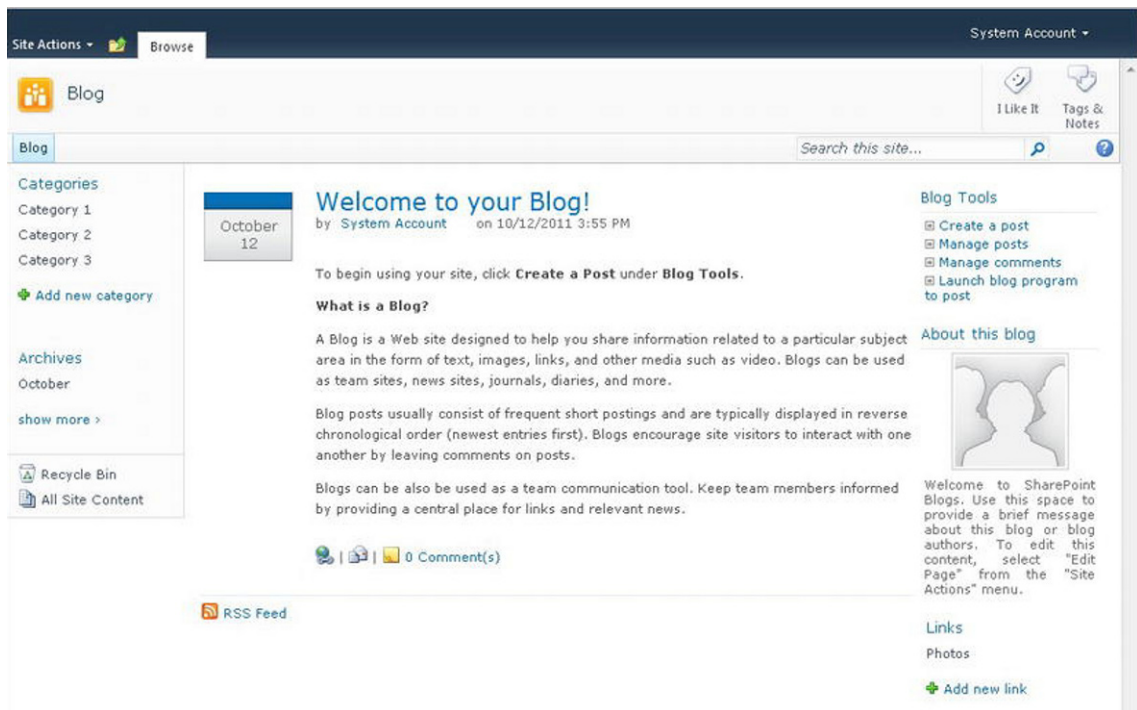 System Account
Site Actions
Browse
Blog
I Like It
Tags &
Notes
Blog
Search this site...
Categories
Category 1
Category 2
Category 3
Add new category
Archives
October
show more ›
Recycle Bin
All Site Content
October
12
Welcome to your Blog!
by System Account on 10/12/2011 3:55 PM
To begin using your site, click Create a Post under Blog Tools.
What is a Blog?
A Blog is a Web site designed to help you share information related to a particular subject
area in the form of text, images, links, and other media such as video. Blogs can be used
as team sites, news sites, journals, diaries, and more.
Blog posts usually consist of frequent short postings and are typically displayed in reverse
chronological order (newest entries first). Blogs encourage site visitors to interact with one
another by leaving comments on posts.
Blogs can be also be used as a team communication tool. Keep team members informed
by providing a central place for links and relevant news.
| | 0 Comment(s)
RSS Feed
Blog Tools
Create a post
Manage posts
Manage comments
Launch blog program
to post
About this blog
Welcome to SharePoint
Blogs. Use this space to
provide a brief message
about this blog or blog
authors. To edit this
content, select "Edit
Page" from the "Site
Actions" menu.
Links
Photos
Add new link